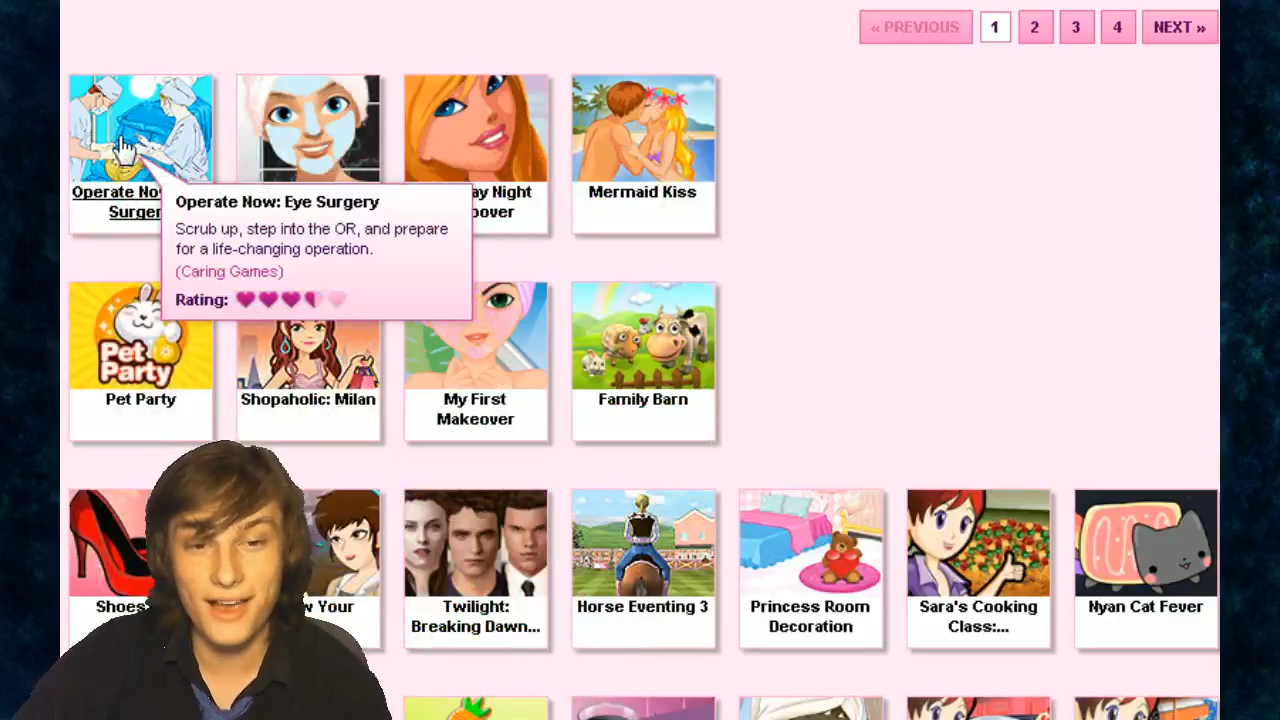 « PREVIOUS 1 2 3 4 NEXT »
Operate Now
Surger
ay Night
over
Mermaid Kiss
Operate Now: Eye Surgery
Scrub up, step into the OR, and prepare
for a life-changing operation.
(Caring Games)
Rating:
Pet
Party
Pet Party
Shopaholic: Milan
My First
Makeover
Family Barn
Shoes
w Your
Twilight:
Breaking Dawn...
Horse Eventing 3
Princess Room
Decoration
Sara's Cooking
Class:...
Nyan Cat Fever